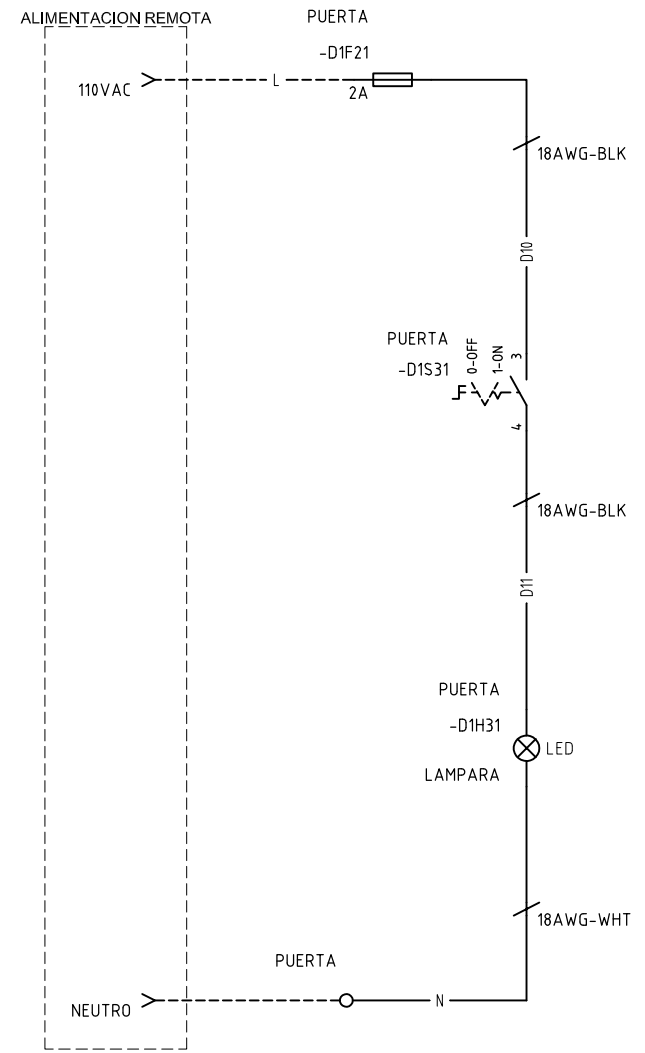 ALIMENTACION REMOTA
PUERTA
-D1F21
110VAC
L
2A
18AWG-BLK
D10
PUERTA
-D1S31
0-OFF
1-ON
3
4
18AWG-BLK
D11
PUERTA
-D1H31
LED
LAMPARA
18AWG-WHT
PUERTA
NEUTRO
N